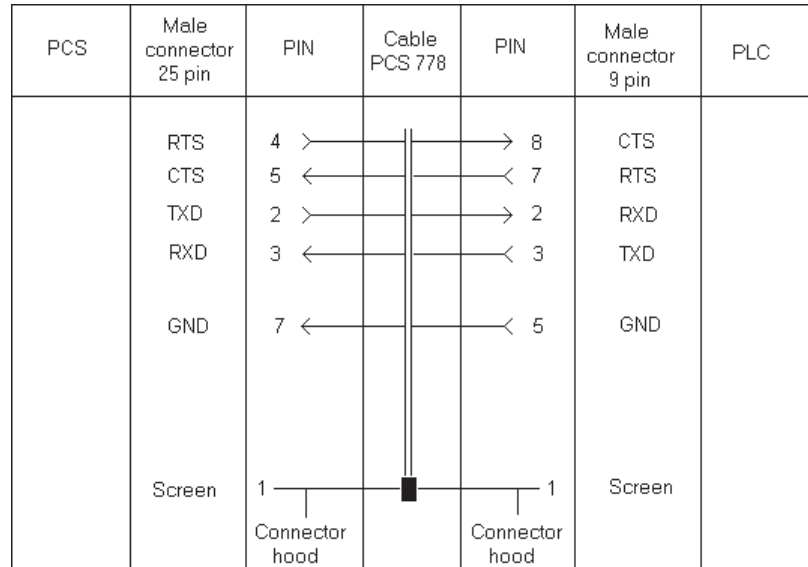 PCS
Male
connector
25 pin
PIN
Cable
PCS 778
PIN
Male
connector
9 pin
PLC
RTS 4 8 CTS
CTS 5 7 RTS
TXD 2 2 RXD
RXD 3 3 TXD
GND 7 5 GND
Screen 1 1 Screen
Connector
hood
Connector
hood